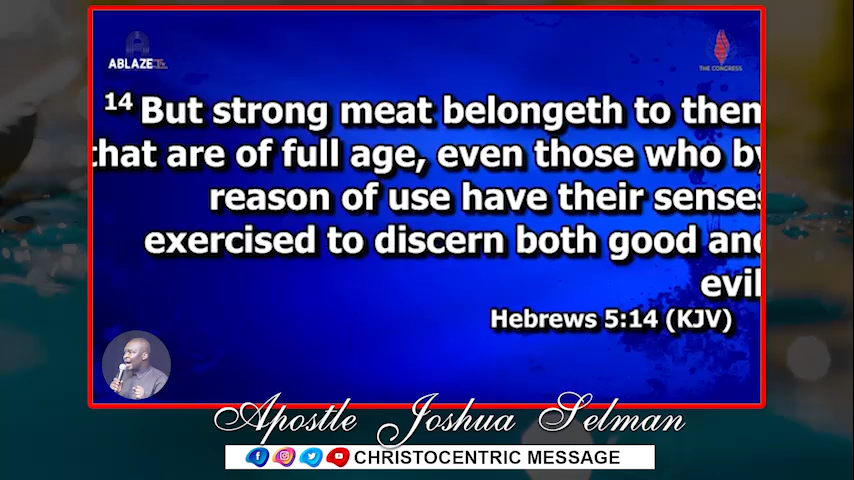 ABLAZE TV
THE CONGRESS
14 But strong meat belongeth to them
that are of full age, even those who by
reason of use have their senses
exercised to discern both good and
evil
Hebrews 5:14 (KJV)
Apostle Joshua Selman
CHRISTOCENTRIC MESSAGE